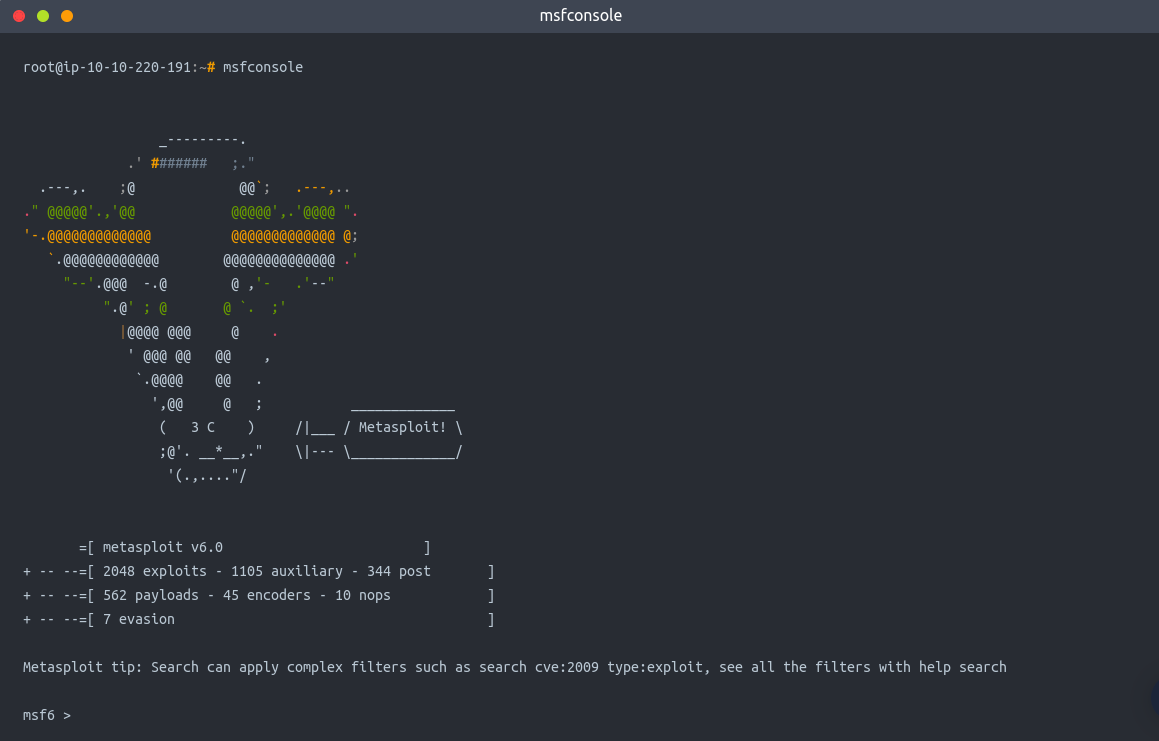 msfconsole
root@ip-10-10-220-191:~# msfconsole
                 _---------.
             .' #######   ;."
  .---,.    ;@             @@`;   .---,..
." @@@@@'.,'@@            @@@@@',.'@@@@ ".
'-.@@@@@@@@@@@@@          @@@@@@@@@@@@@ @;
   `.@@@@@@@@@@@@        @@@@@@@@@@@@@@ .'
     "--'.@@@  -.@        @ ,'-   .'--"
          ".@' ; @       @ `.  ;'
            |@@@@ @@@     @    .
             ' @@@ @@   @@    ,
              `.@@@@    @@   .
                ',@@     @   ;           _____________
                 (   3 C    )     /|___ / Metasploit! \
                 ;@'. __*__,."    \|--- \_____________/
                  '(.,...."/
       =[ metasploit v6.0                         ]
+ -- --=[ 2048 exploits - 1105 auxiliary - 344 post       ]
+ -- --=[ 562 payloads - 45 encoders - 10 nops            ]
+ -- --=[ 7 evasion                                       ]
Metasploit tip: Search can apply complex filters such as search cve:2009 type:exploit, see all the filters with help search
msf6 >